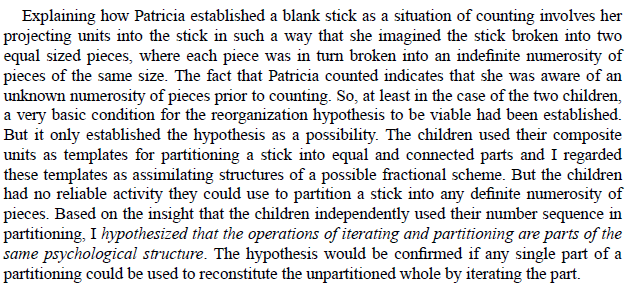 Explaining how Patricia established a blank stick as a situation of counting involves her
projecting units into the stick in such a way that she imagined the stick broken into two
equal sized pieces, where each piece was in turn broken into an indefinite numerosity of
pieces of the same size. The fact that Patricia counted indicates that she was aware of an
unknown numerosity of pieces prior to counting. So, at least in the case of the two children,
a very basic condition for the reorganization hypothesis to be viable had been established.
But it only established the hypothesis as a possibility. The children used their composite
units as templates for partitioning a stick into equal and connected parts and I regarded
these templates as assimilating structures of a possible fractional scheme. But the children
had no reliable activity they could use to partition a stick into any definite numerosity of
pieces. Based on the insight that the children independently used their number sequence in
partitioning, I hypothesized that the operations of iterating and partitioning are parts of the
same psychological structure. The hypothesis would be confirmed if any single part of a
partitioning could be used to reconstitute the unpartitioned whole by iterating the part.